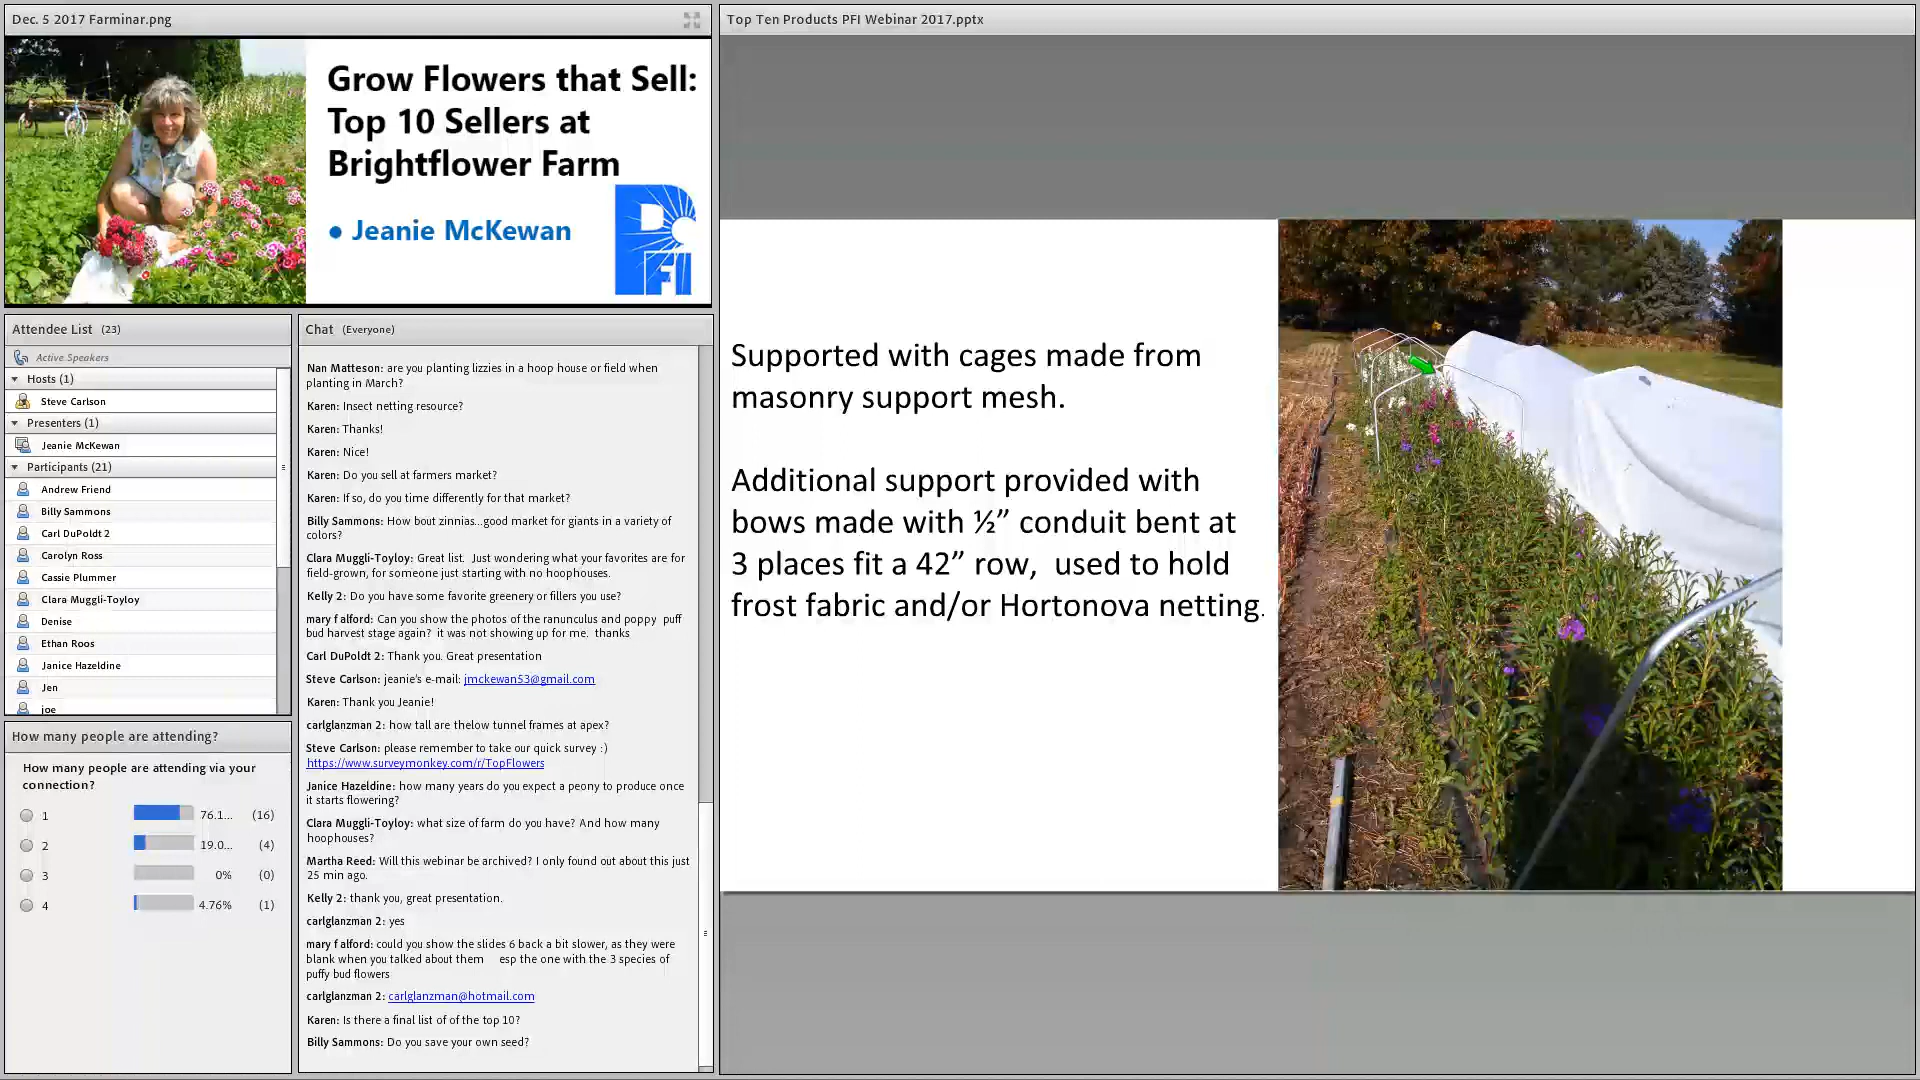 Dec. 5 2017 Farminar.png
Grow Flowers that Sell:
Top 10 Sellers at
Brightflower Farm
● Jeanie McKewan
PFI
Attendee List (23)
Active Speakers
Hosts (1)
Steve Carlson
Presenters (1)
Jeanie McKewan
Participants (21)
Andrew Friend
Billy Sammons
Carl DuPoldt 2
Carolyn Ross
Cassie Plummer
Clara Muggli-Toyloy
Denise
Ethan Roos
Janice Hazeldine
Jen
joe
How many people are attending?
How many people are attending via your
connection?
1 76.1... (16)
2 19.0... (4)
3 0% (0)
4 4.76% (1)
Chat (Everyone)
Nan Matteson: are you planting lizzies in a hoop house or field when
planting in March?
Karen: Insect netting resource?
Karen: Thanks!
Karen: Nice!
Karen: Do you sell at farmers market?
Karen: If so, do you time differently for that market?
Billy Sammons: How bout zinnias...good market for giants in a variety of
colors?
Clara Muggli-Toyloy: Great list. Just wondering what your favorites are for
field-grown, for someone just starting with no hoophouses.
Kelly 2: Do you have some favorite greenery or fillers you use?
mary f alford: Can you show the photos of the ranunculus and poppy puff
bud harvest stage again? it was not showing up for me. thanks
Carl DuPoldt 2: Thank you. Great presentation
Steve Carlson: jeanie's e-mail: jmckewan53@gmail.com
Karen: Thank you Jeanie!
carlglanzman 2: how tall are thelow tunnel frames at apex?
Steve Carlson: please remember to take our quick survey :)
https://www.surveymonkey.com/r/TopFlowers
Janice Hazeldine: how many years do you expect a peony to produce once
it starts flowering?
Clara Muggli-Toyloy: what size of farm do you have? And how many
hoophouses?
Martha Reed: Will this webinar be archived? I only found out about this just
25 min ago.
Kelly 2: thank you, great presentation.
carlglanzman 2: yes
mary f alford: could you show the slides 6 back a bit slower, as they were
blank when you talked about them esp the one with the 3 species of
puffy bud flowers
carlglanzman 2: carlglanzman@hotmail.com
Karen: Is there a final list of of the top 10?
Billy Sammons: Do you save your own seed?
Top Ten Products PFI Webinar 2017.pptx
Supported with cages made from
masonry support mesh.
Additional support provided with
bows made with ½” conduit bent at
3 places fit a 42” row, used to hold
frost fabric and/or Hortonova netting.